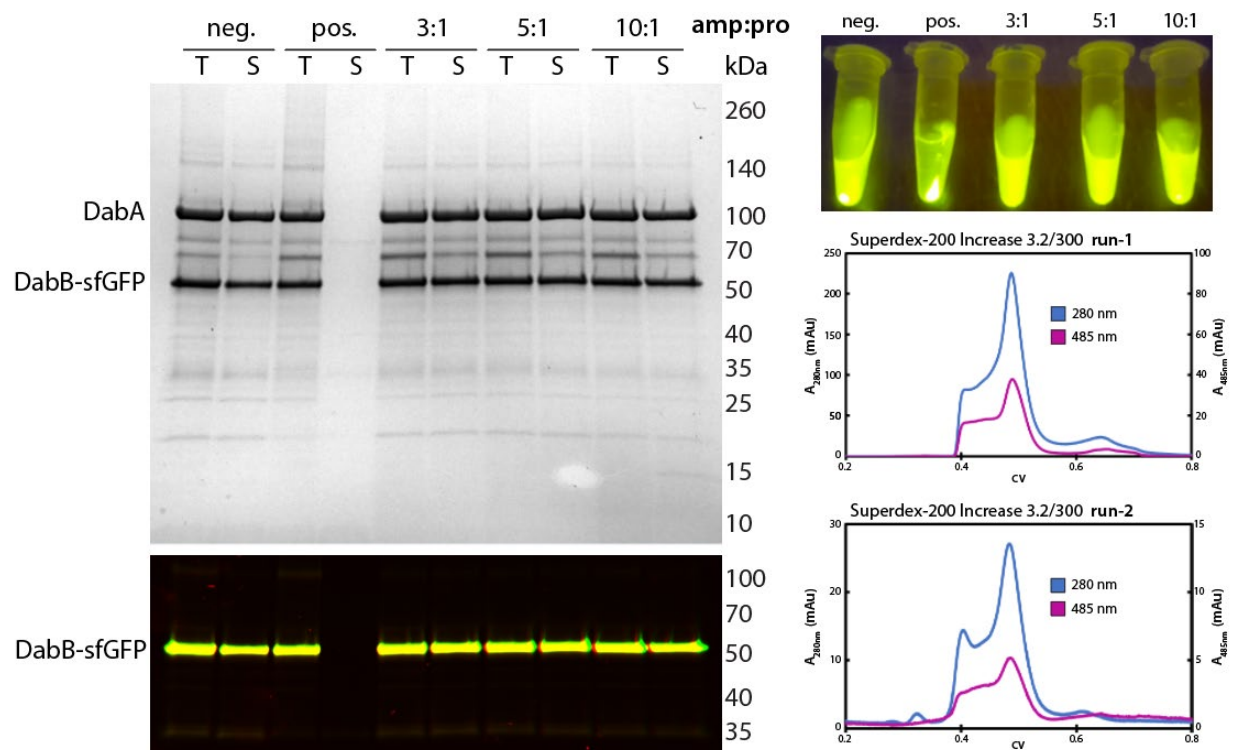 neg. pos. 3:1 5:1 10:1 amp:pro
T S T S T S T S T S kDa
260
140
DabA 100
70
DabB-sfGFP 50
40
35
25
15
10
100
70
DabB-sfGFP 50
40
35
neg. pos. 3:1 5:1 10:1
Superdex-200 Increase 3.2/300 run-1
250 100
200 80
150 60
100 40
50 20
0 0
0.2 0.4 0.6 0.8
A280nm (mAu)
A485nm (mAu)
280 nm
485 nm
CV
Superdex-200 Increase 3.2/300 run-2
30 15
20 10
10 5
0 0
0.2 0.4 0.6 0.8
A280nm (mAu)
A485nm (mAu)
280 nm
485 nm
CV